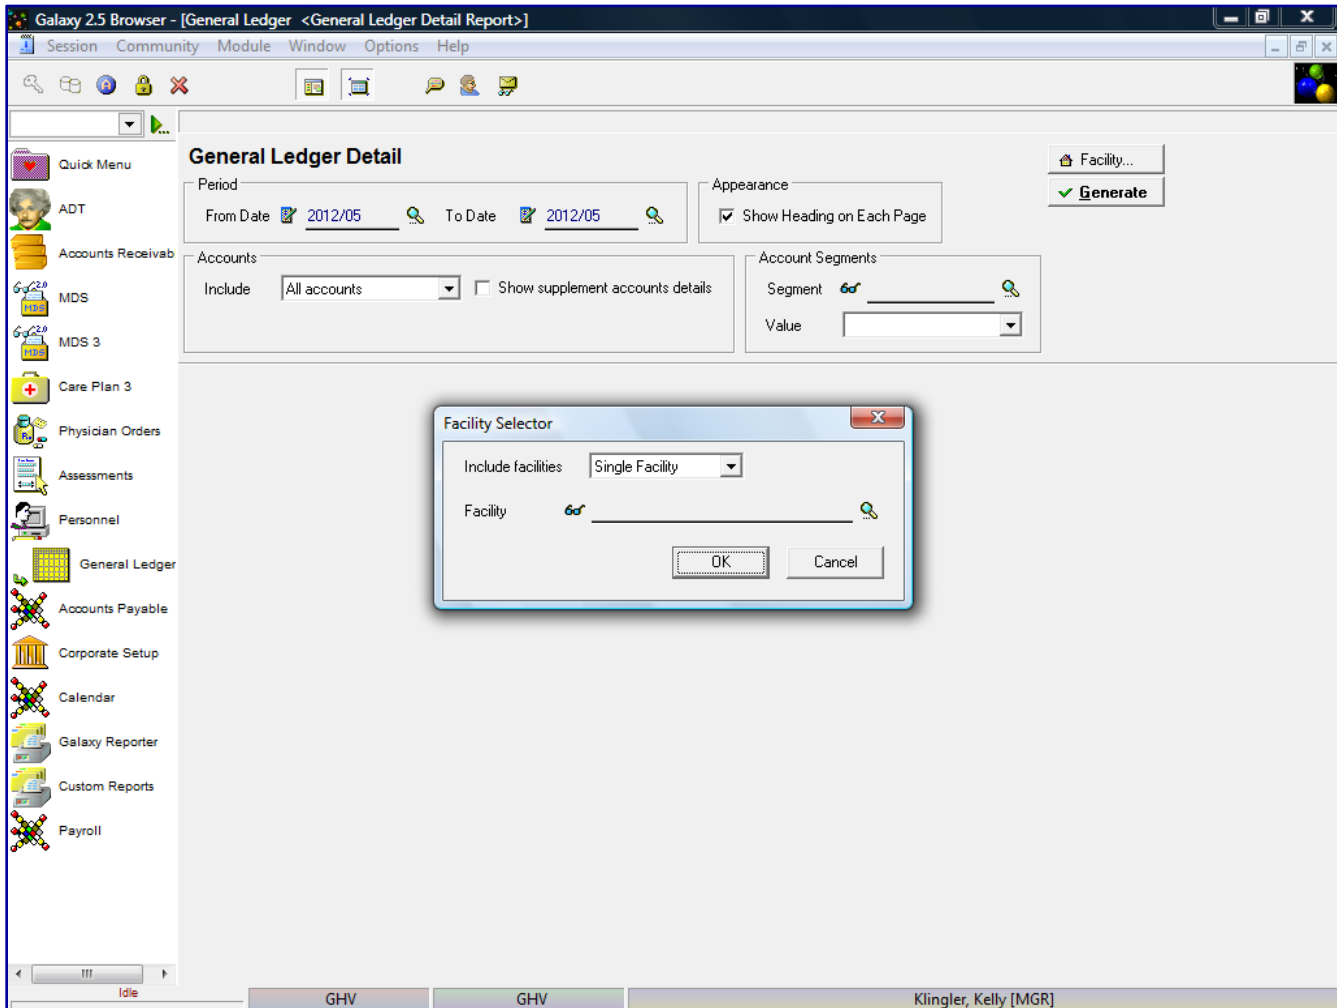 Galaxy 2.5 Browser - [General Ledger <General Ledger Detail Report>]
Session Community Module Window Options Help
General Ledger Detail
Facility...
Generate
Period
From Date 2012/05 To Date 2012/05
Appearance
Show Heading on Each Page
Accounts
Include All accounts Show supplement accounts details
Account Segments
Segment
Value
Quick Menu
ADT
Accounts Receivab
MDS
MDS 3
Care Plan 3
Physician Orders
Assessments
Personnel
General Ledger
Accounts Payable
Corporate Setup
Calendar
Galaxy Reporter
Custom Reports
Payroll
Facility Selector
Include facilities Single Facility
Facility
OK Cancel
Idle GHV GHV Klingler, Kelly [MGR]